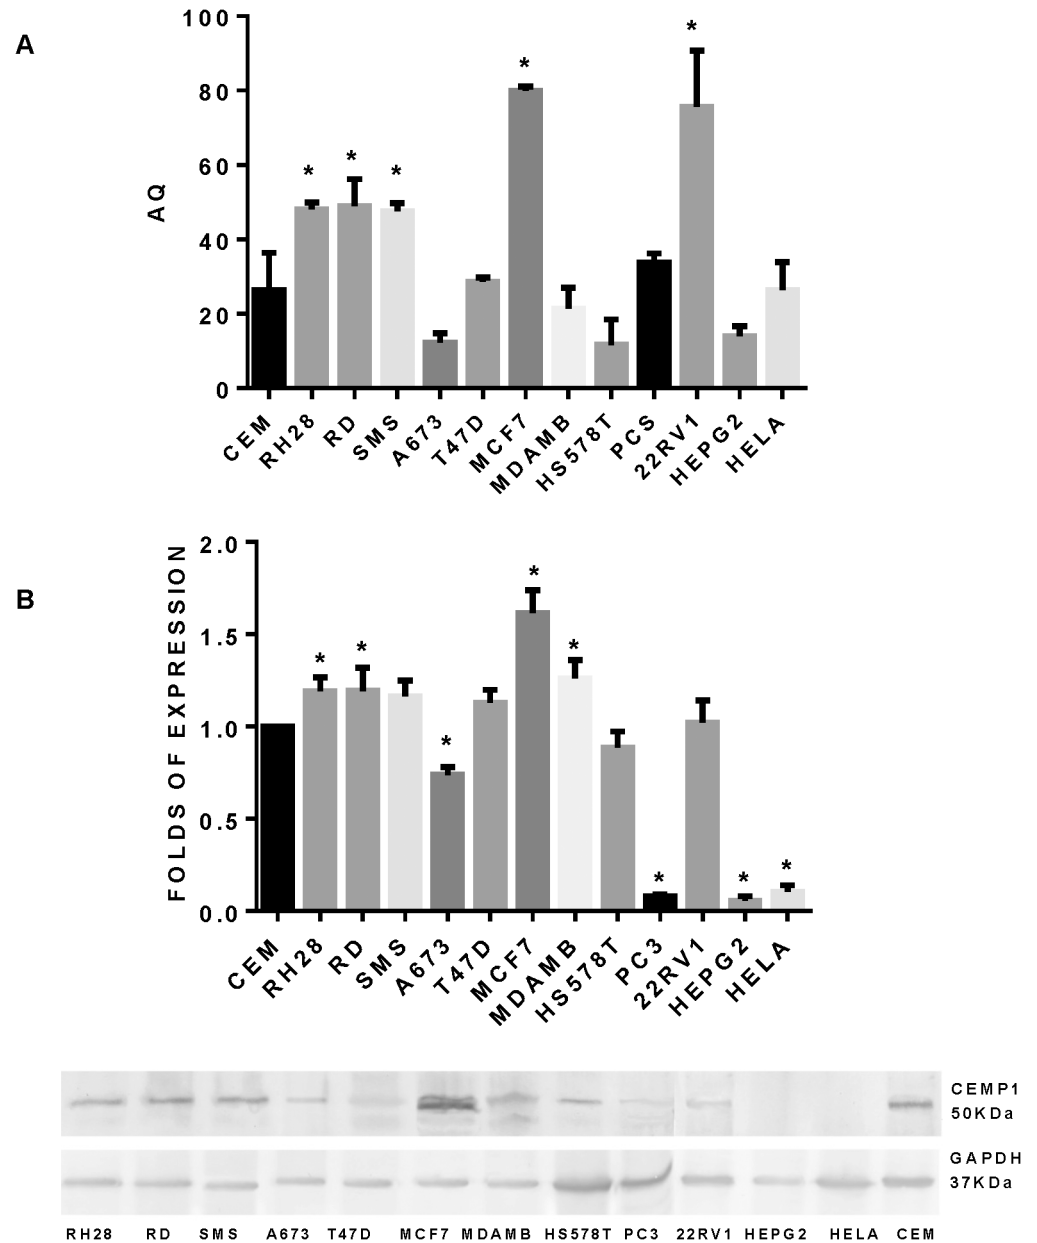 A
100
80
60
40
20
0
AQ
* * * * *
CEM RH28 RD SMS A673 T47D MCF7 MDAMB HS578T PCS 22RV1 HEPG2 HELA
B
2.0
1.5
1.0
0.5
0.0
FOLDS OF EXPRESSION
* * * * * * * *
CEM RH28 RD SMS A673 T47D MCF7 MDAMB HS578T PC3 22RV1 HEPG2 HELA
CEMP1
50KDa
GAPDH
37KDa
RH28 RD SMS A673 T47D MCF7 MDAMB HS578T PC3 22RV1 HEPG2 HELA CEM